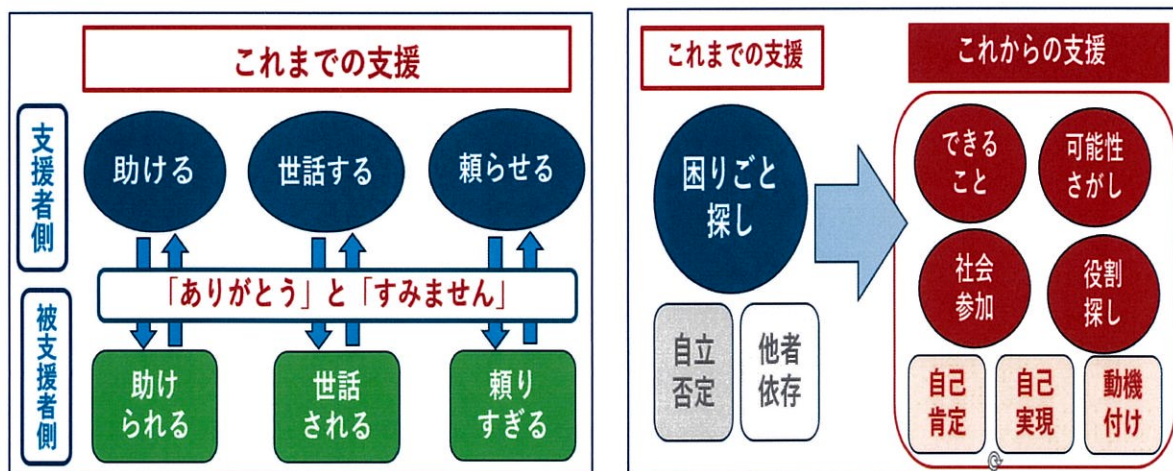 これまでの支援
支援者側
助ける
世話する
頼らせる
「ありがとう」と「すみません」
被支援者側
助け
られる
世話
される
頼り
すぎる
これまでの支援
困りごと
探し
自立
否定
他者
依存
これからの支援
できる
こと
可能性
さがし
社会
参加
役割
探し
自己
肯定
自己
実現
動機
付け